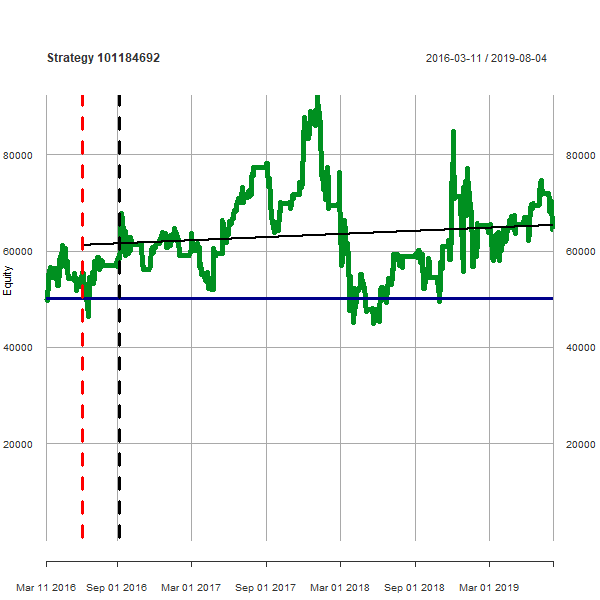 Strategy 101184692
2016-03-11 / 2019-08-04
80000
80000
60000
60000
Equity
40000
40000
20000
20000
Mar 11 2016
Sep 01 2016
Mar 01 2017
Sep 01 2017
Mar 01 2018
Sep 01 2018
Mar 01 2019